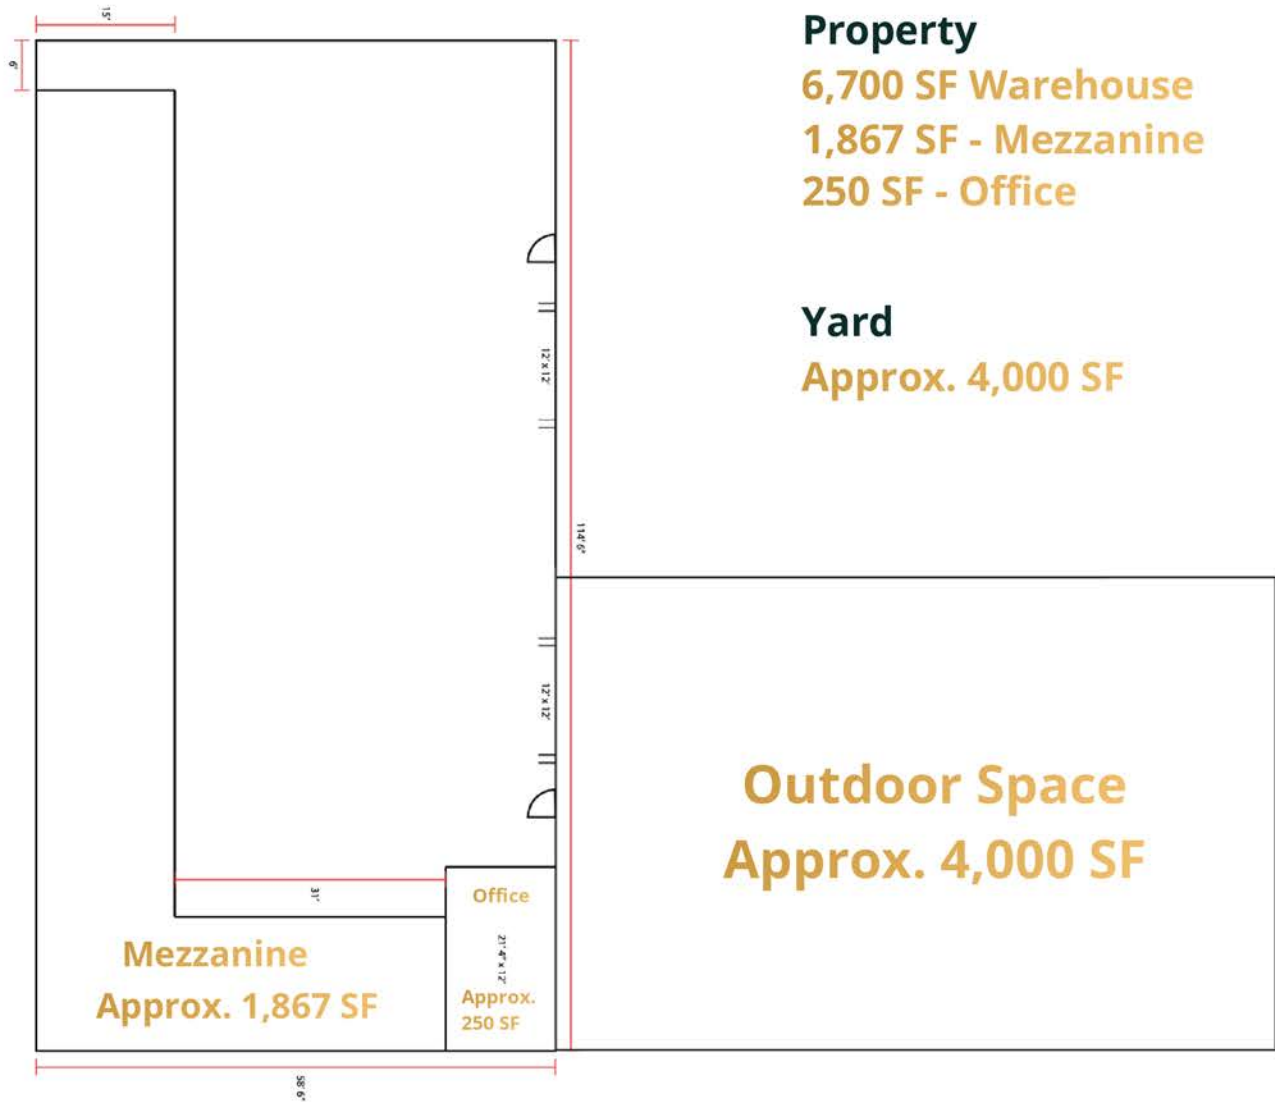 15'
6'
Property
6,700 SF Warehouse
1,867 SF - Mezzanine
250 SF - Office
Yard
Approx. 4,000 SF
12' x 12'
114' 6"
12' x 12'
Outdoor Space
Approx. 4,000 SF
31'
Office
21' 4" x 12'
Approx.
250 SF
Mezzanine
Approx. 1,867 SF
58' 6"